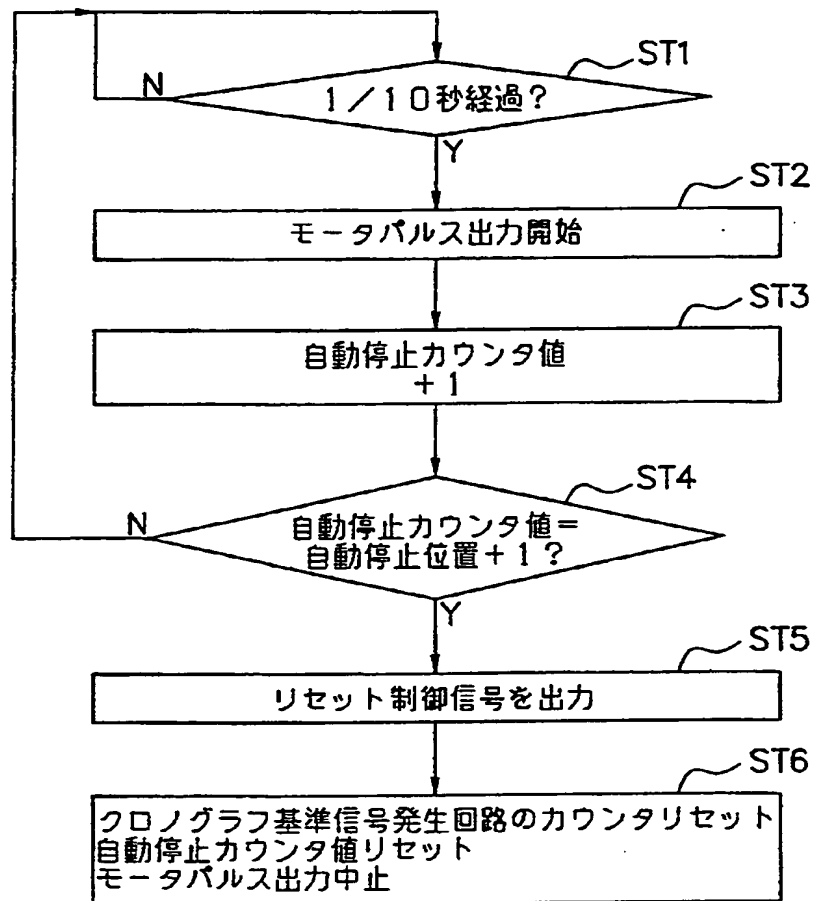 ST1
N
1／10秒経過？
Y
ST2
モータパルス出力開始
ST3
自動停止カウンタ値
＋1
ST4
N
自動停止カウンタ値＝
自動停止位置＋1？
Y
ST5
リセット制御信号を出力
ST6
クロノグラフ基準信号発生回路のカウンタリセット
自動停止カウンタ値リセット
モータパルス出力中止